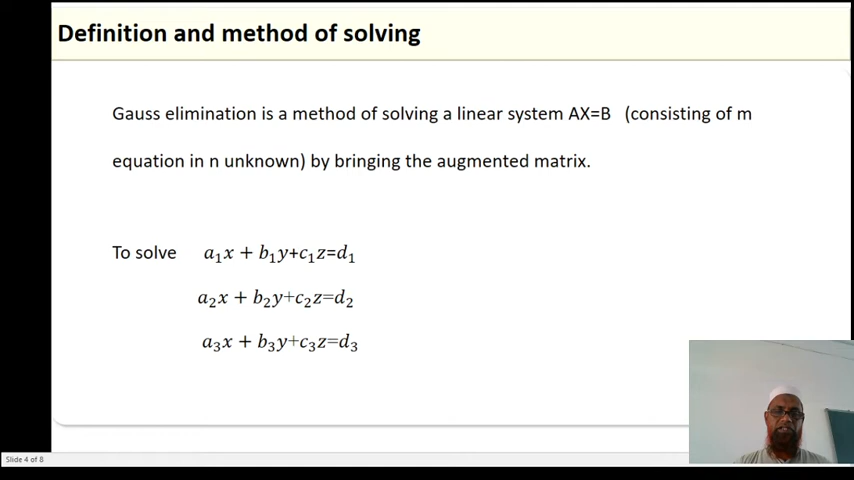 Definition and method of solving
Gauss elimination is a method of solving a linear system AX=B (consisting of m
equation in n unknown) by bringing the augmented matrix.
To solve a₁x + b₁y+c₁z=d₁
a₂x + b₂y+c₂z=d₂
a₃x + b₃y+c₃z=d₃
Slide 4 of 8